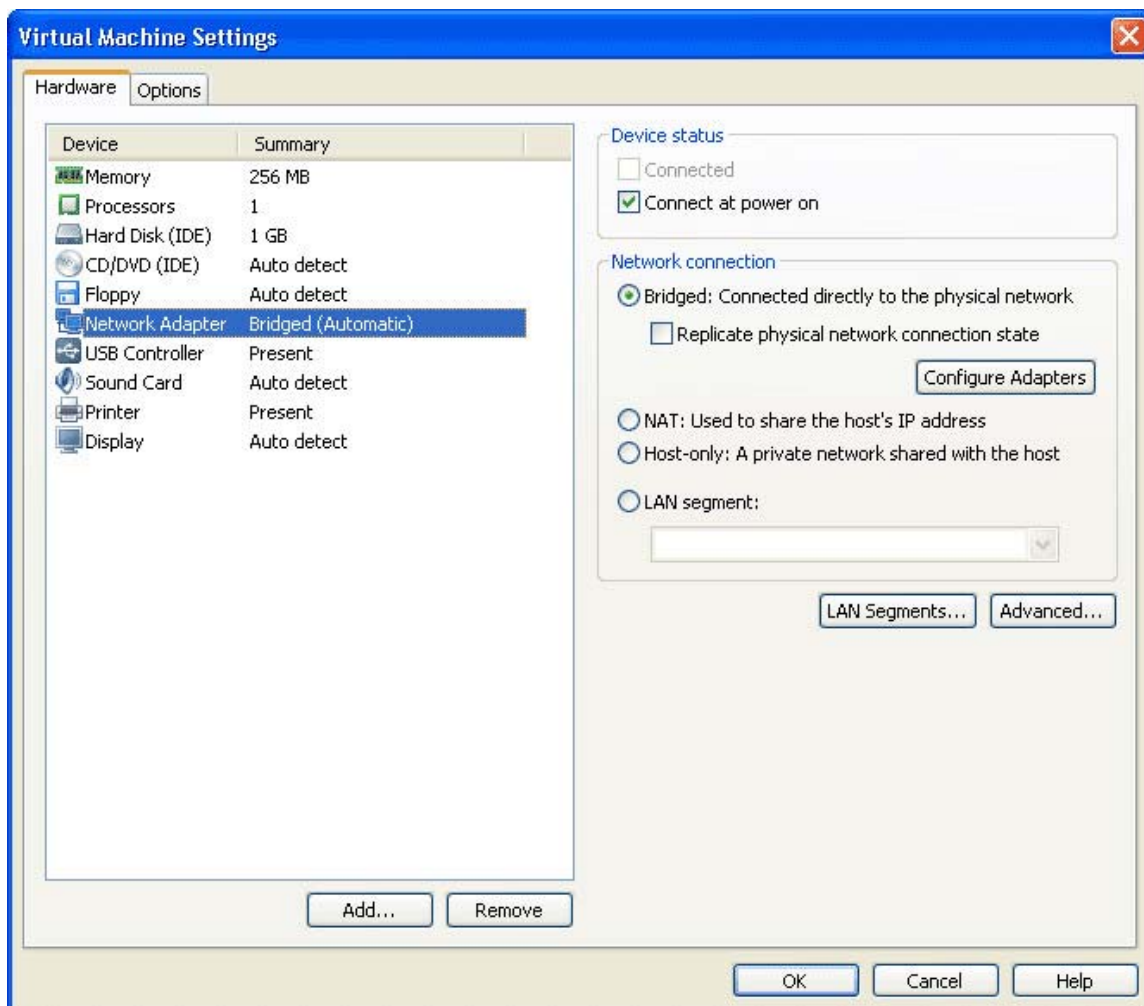 Virtual Machine Settings
Hardware Options
Device Summary
Memory 256 MB
Processors 1
Hard Disk (IDE) 1 GB
CD/DVD (IDE) Auto detect
Floppy Auto detect
Network Adapter Bridged (Automatic)
USB Controller Present
Sound Card Auto detect
Printer Present
Display Auto detect
Add... Remove
Device status
Connected
Connect at power on
Network connection
Bridged: Connected directly to the physical network
Replicate physical network connection state
Configure Adapters
NAT: Used to share the host's IP address
Host-only: A private network shared with the host
LAN segment:
LAN Segments... Advanced...
OK Cancel Help